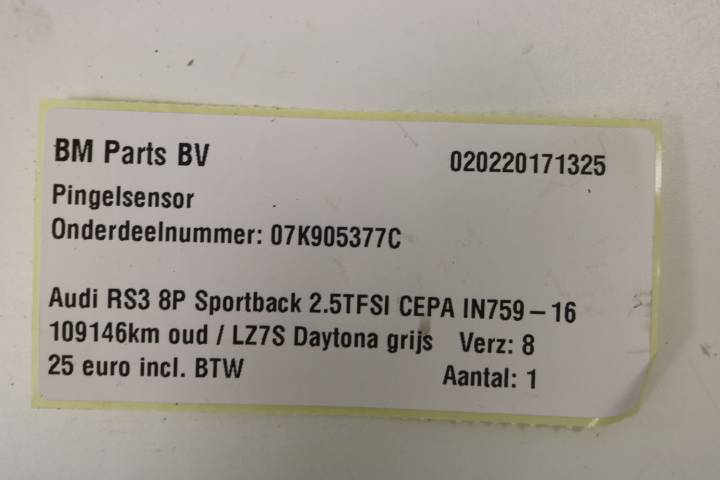 BM Parts BV 020220171325
Pingelsensor
Onderdeelnummer: 07K905377C
Audi RS3 8P Sportback 2.5TFSI CEPA IN759 – 16
109146km oud / LZ7S Daytona grijs Verz: 8
25 euro incl. BTW Aantal: 1